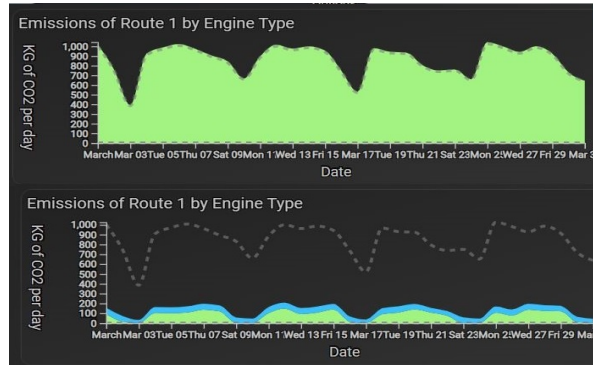 Emissions of Route 1 by Engine Type
KG of CO2 per day
1,000
900
800
700
600
500
400
300
200
100
0
March Mar 03 Tue 05 Thu 07 Sat 09 Mon 11 Wed 13 Fri 15 Mar 17 Tue 19 Thu 21 Sat 23 Mon 25 Wed 27 Fri 29 Mar 3
Date
Emissions of Route 1 by Engine Type
KG of CO2 per day
1,000
900
800
700
600
500
400
300
200
100
0
March Mar 03 Tue 05 Thu 07 Sat 09 Mon 11 Wed 13 Fri 15 Mar 17 Tue 19 Thu 21 Sat 23 Mon 25 Wed 27 Fri 29 Mar
Date